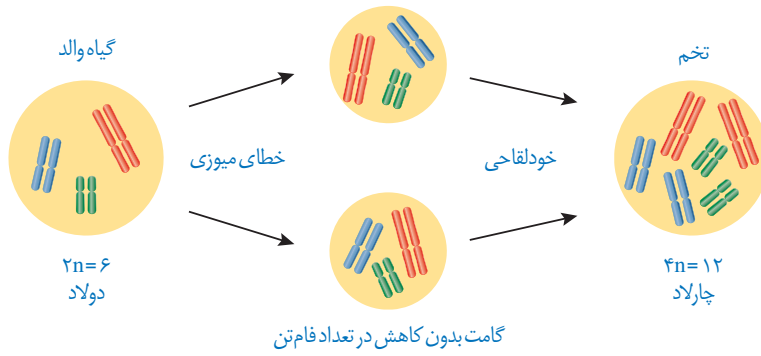 گیاه والد
تخم
خطای میوزی
خودلقاحی
۲n= ۶
دولاد
۴n= ۱۲
چارلاد
گامت بدون کاهش در تعداد فام‌تن